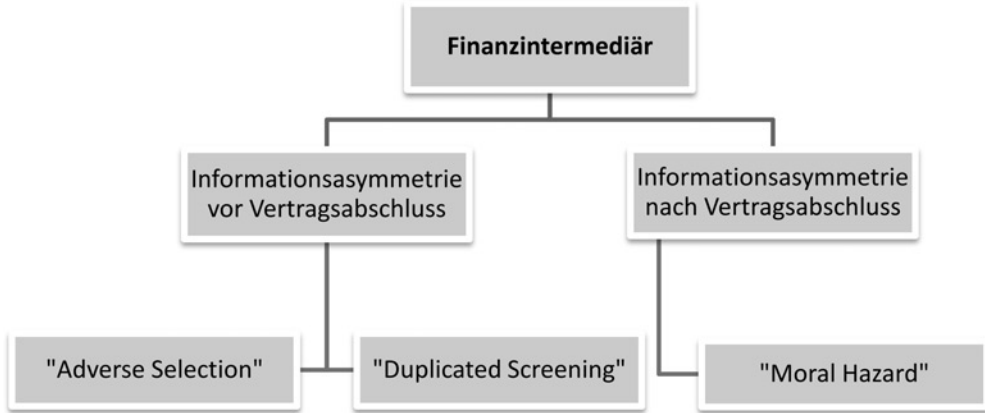 Finanzintermediär
Informationsasymmetrie
vor Vertragsabschluss
Informationsasymmetrie
nach Vertragsabschluss
"Adverse Selection"
"Duplicated Screening"
"Moral Hazard"